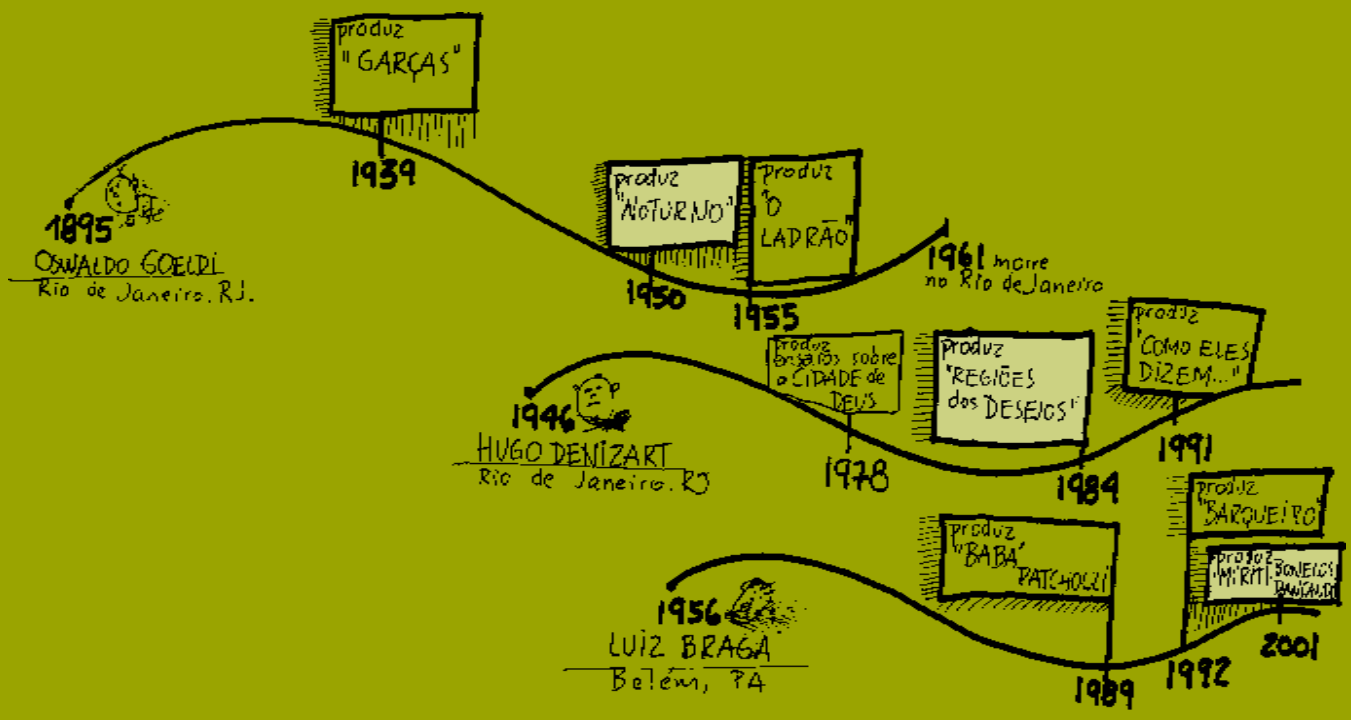 produz
"GARÇAS"
1939
1895
OSWALDO GOELDI
Rio de Janeiro. RJ.
produz
"NOTURNO"
1950
produz
"O
LADRÃO"
1955
1961 morre
no Rio de Janeiro
1946
HUGO DENIZART
Rio de Janeiro. RJ
produz
ensaios sobre
a CIDADE de
DEUS
1978
produz
"REGIÕES
dos DESEJOS"
1984
produz
"COMO ELES
DIZEM..."
1991
1956
LUIZ BRAGA
Belém, PA
produz
"BABÁ
PATCHOULI
1989
produz
"BARQUEIRO"
1992
produz
"MIRITI
2001